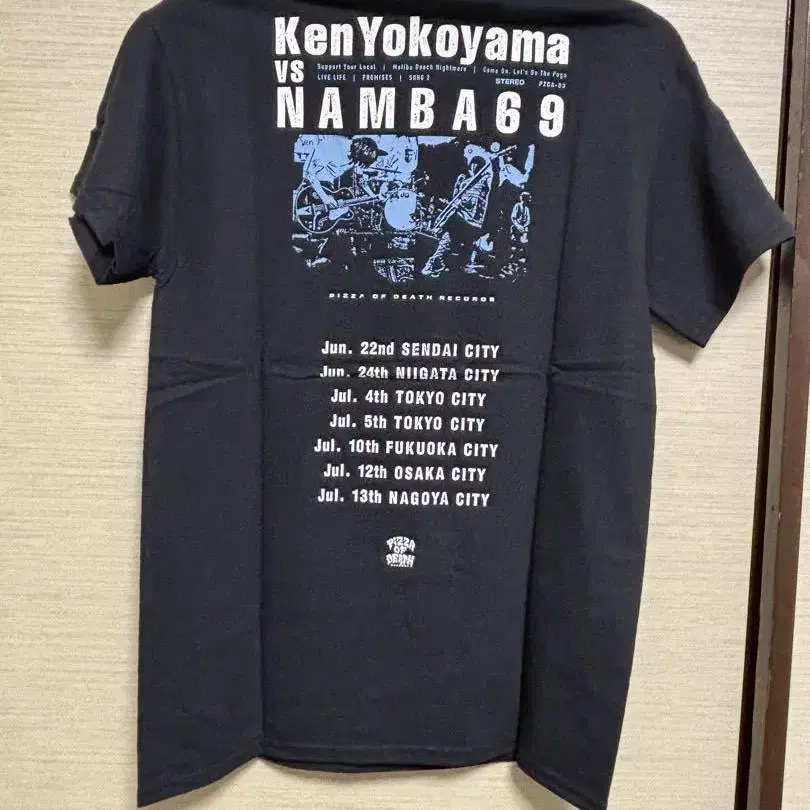 Ken Yokoyama
VS
Support Your Local | Malibu Beach Nightmare | Come On, Let's Do The Pogo
LIVE LIFE | PROMISES | SONG 2
STEREO PZCA-83
NAMBA69
PIZZA OF DEATH RECORDS
Jun. 22nd SENDAI CITY
Jun. 24th NIIGATA CITY
Jul. 4th TOKYO CITY
Jul. 5th TOKYO CITY
Jul. 10th FUKUOKA CITY
Jul. 12th OSAKA CITY
Jul. 13th NAGOYA CITY
PIZZA
OF
DEATH